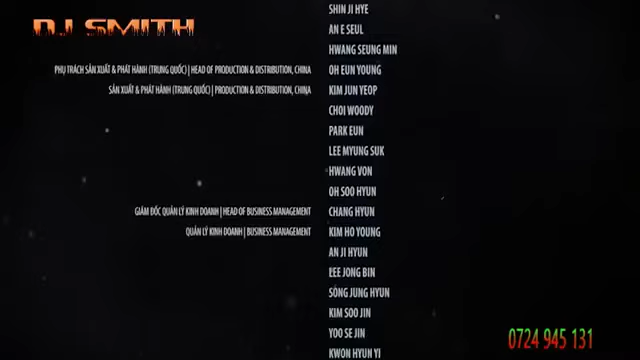 DJ SMITH
SHIN JI HYE
AN E SEUL
HWANG SEUNG MIN
PHỤ TRÁCH SẢN XUẤT & PHÁT HÀNH (TRUNG QUỐC) | HEAD OF PRODUCTION & DISTRIBUTION, CHINA OH EUN YOUNG
SẢN XUẤT & PHÁT HÀNH (TRUNG QUỐC) | PRODUCTION & DISTRIBUTION, CHINA KIM JUN YEOP
CHOI WOODY
PARK EUN
LEE MYUNG SUK
HWANG VON
OH SOO HYUN
GIÁM ĐỐC QUẢN LÝ KINH DOANH | HEAD OF BUSINESS MANAGEMENT CHANG HYUN
QUẢN LÝ KINH DOANH | BUSINESS MANAGEMENT KIM HO YOUNG
AN JI HYUN
LEE JONG BIN
SONG JUNG HYUN
KIM SOO JIN
YOO SE JIN
KWON HYUN YI
0724 945 131